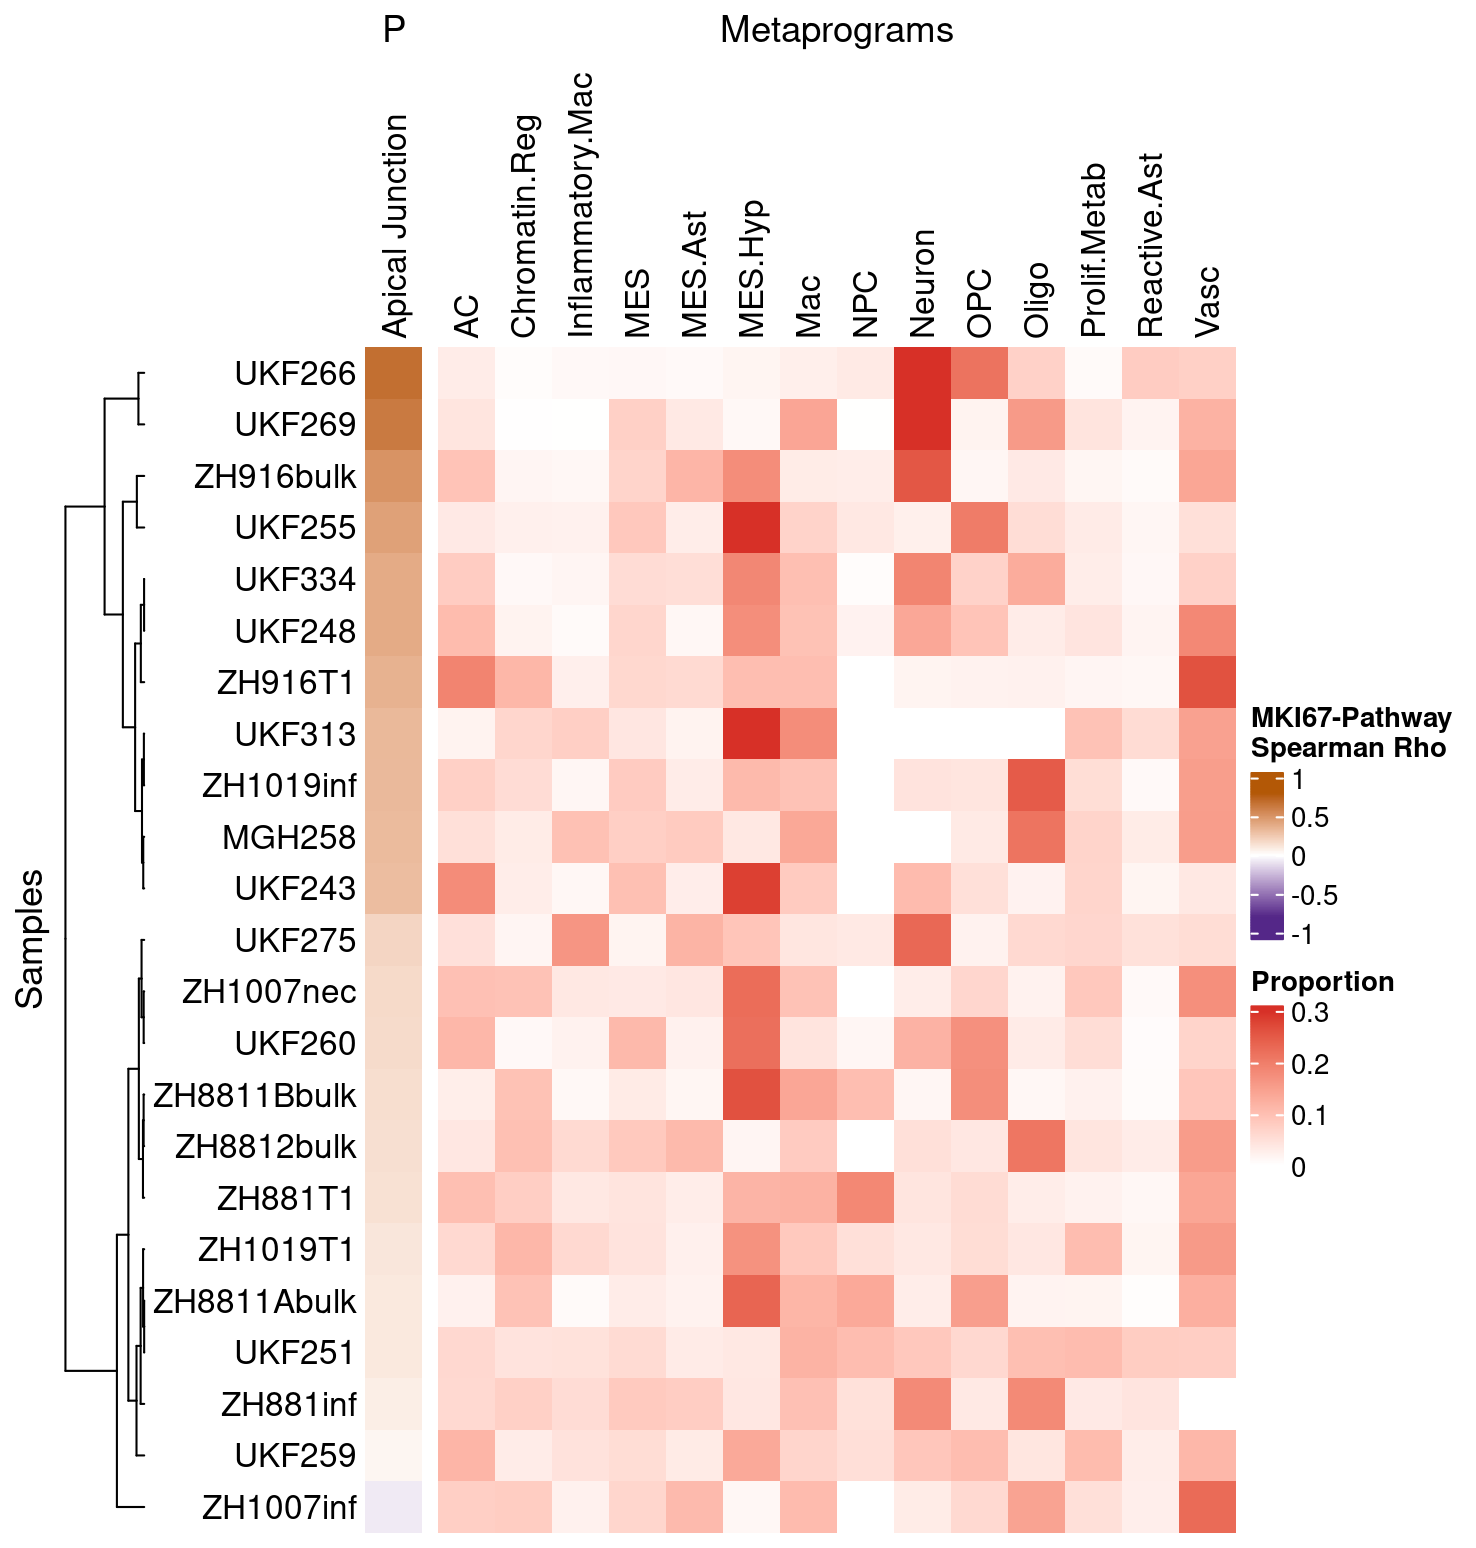 P
Metaprograms
Apical Junction
AC
Chromatin.Reg
Inflammatory.Mac
MES
MES.Ast
MES.Hyp
Mac
NPC
Neuron
OPC
Oligo
Prolif.Metab
Reactive.Ast
Vasc
Samples
UKF266
UKF269
ZH916bulk
UKF255
UKF334
UKF248
ZH916T1
UKF313
ZH1019inf
MGH258
UKF243
UKF275
ZH1007nec
UKF260
ZH8811Bbulk
ZH8812bulk
ZH881T1
ZH1019T1
ZH8811Abulk
UKF251
ZH881inf
UKF259
ZH1007inf
MKI67-Pathway
Spearman Rho
1
0.5
0
-0.5
-1
Proportion
0.3
0.2
0.1
0